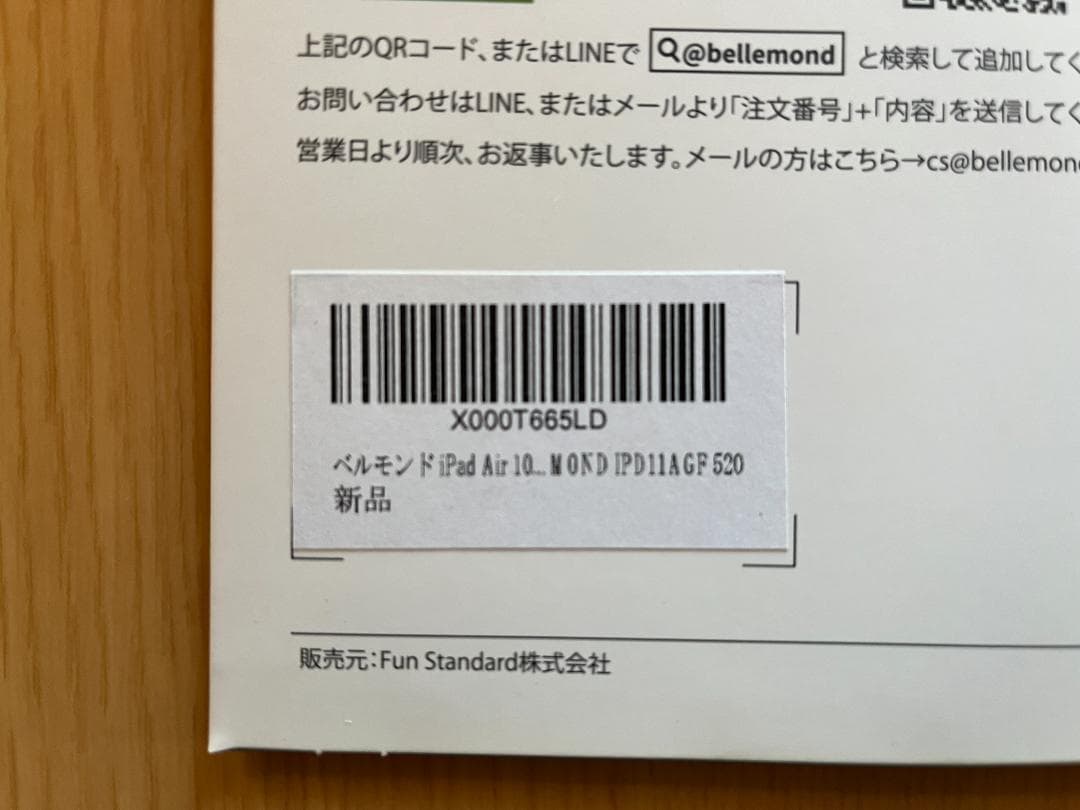 上記のQRコード、またはLINEで @bellemond と検索して追加してく
お問い合わせはLINE、またはメールより「注文番号」+「内容」を送信してく
営業日より順次、お返事いたします。メールの方はこちら→cs@bellemond
X000T665LD
ベルモンド iPad Air 10... MOND IPD11AGF 520
新品
販売元:Fun Standard株式会社